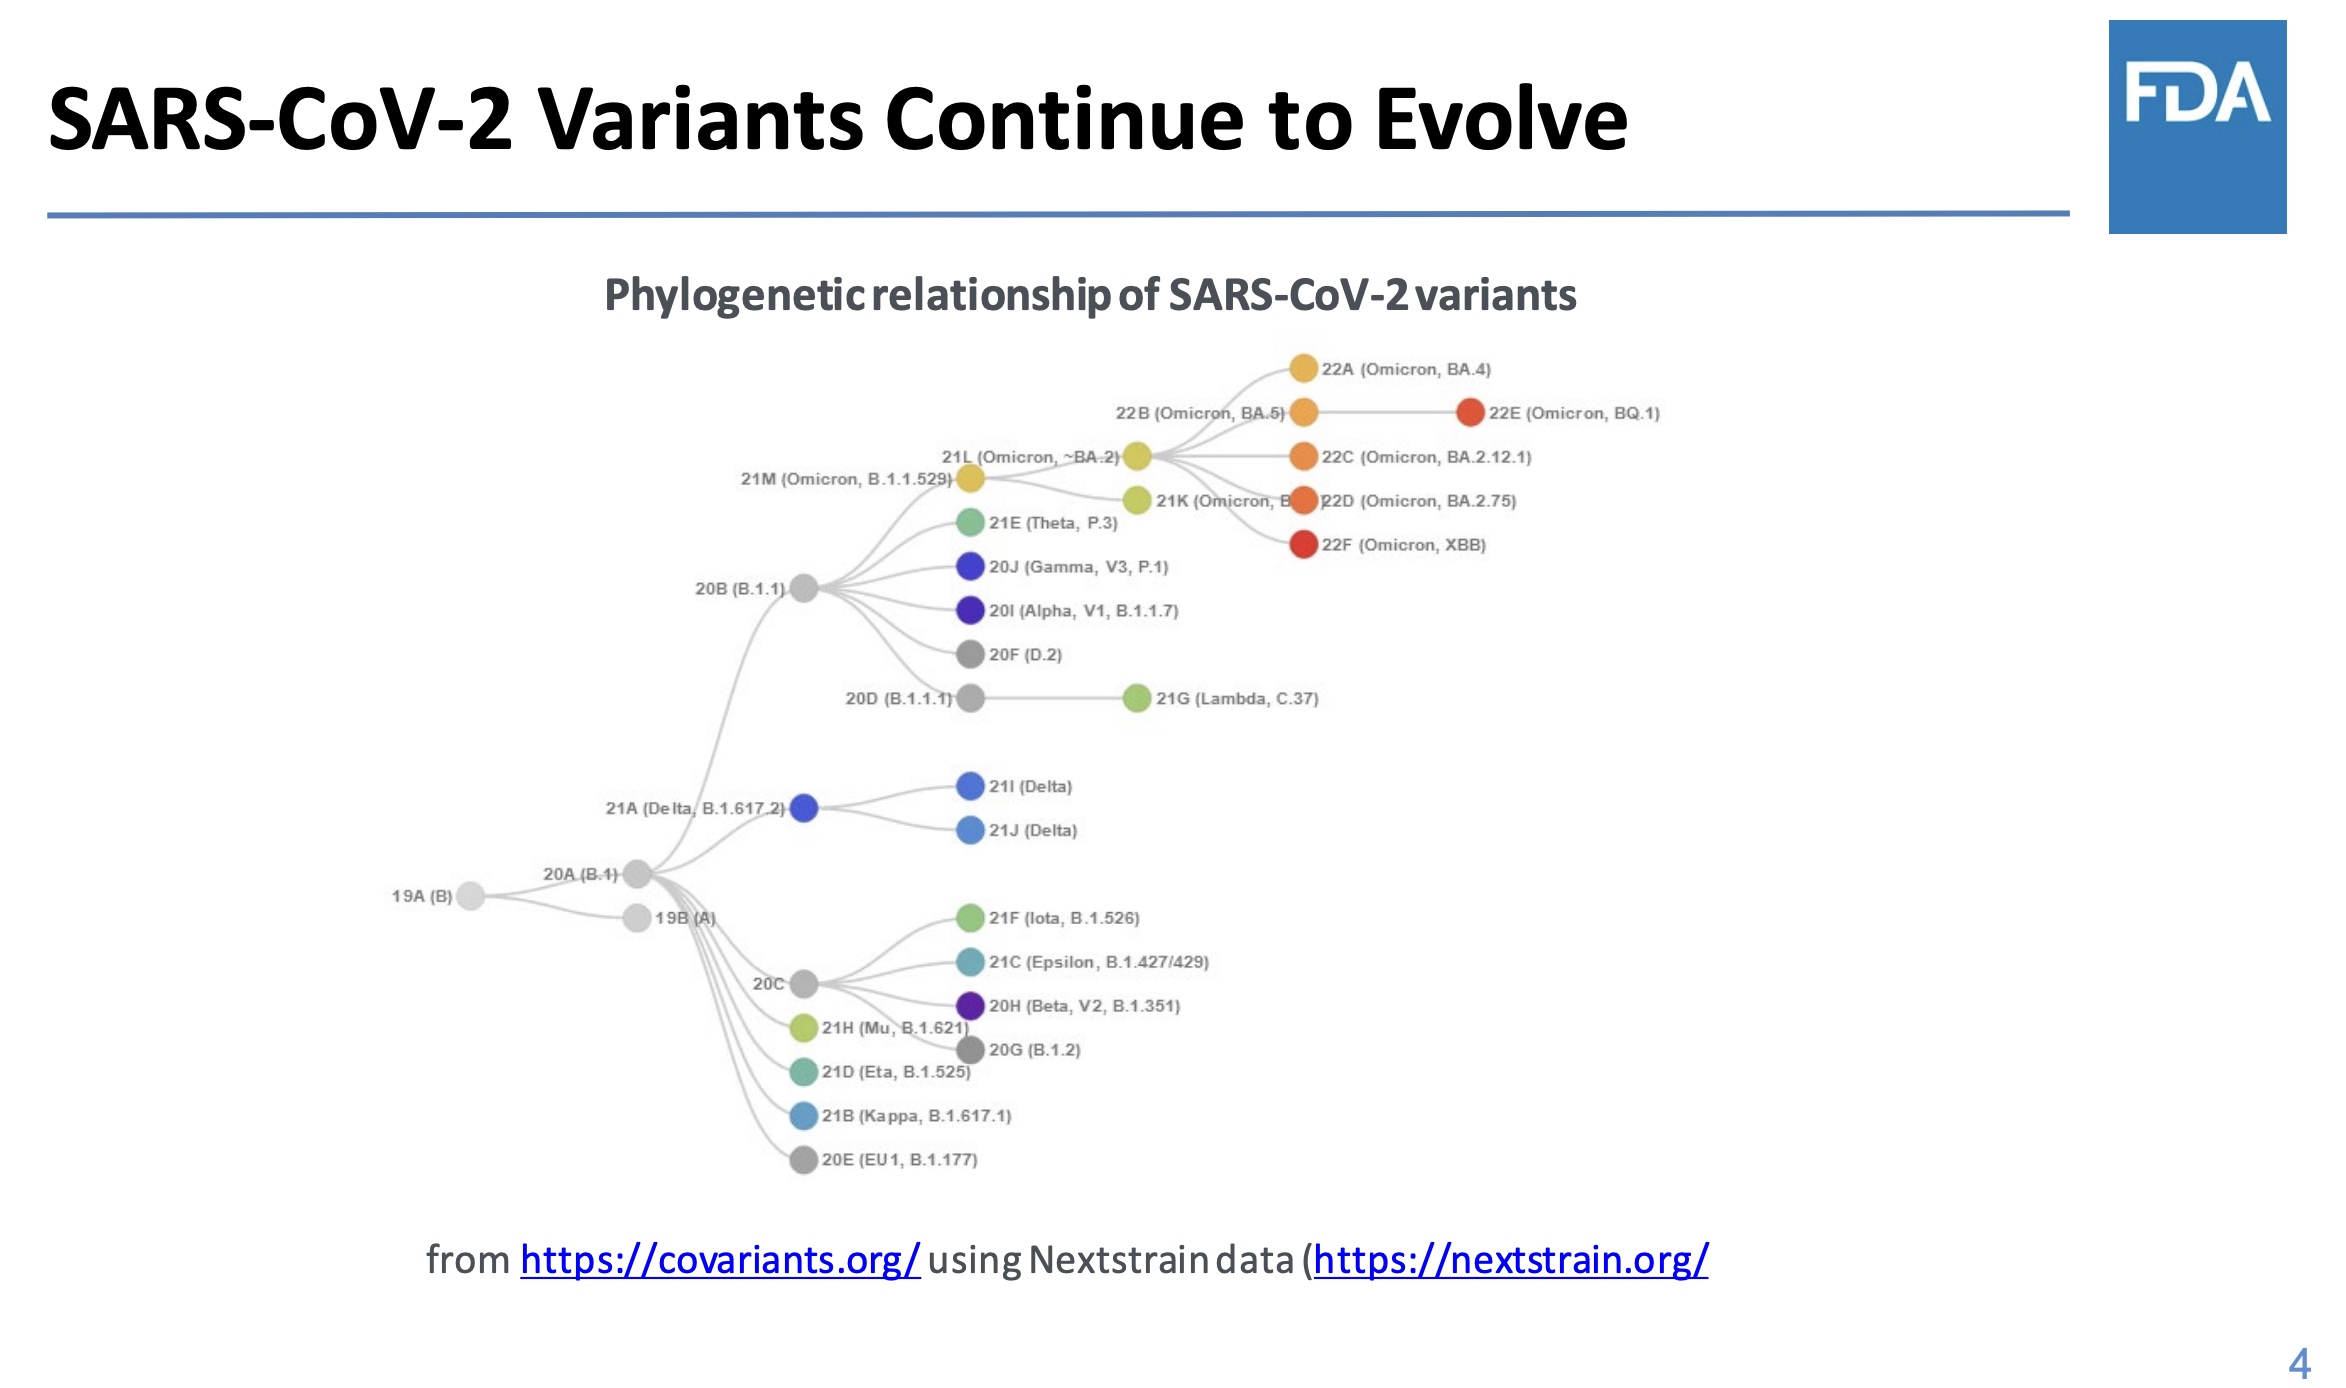 SARS-CoV-2 Variants Continue to Evolve
FDA
Phylogenetic relationship of SARS-CoV-2 variants
22A (Omicron, BA.4)
22B (Omicron, BA.5)
22E (Omicron, BQ.1)
21L (Omicron, ~BA.2)
22C (Omicron, BA.2.12.1)
21M (Omicron, B.1.1.529)
21K (Omicron,
22D (Omicron, BA.2.75)
21E (Theta, P.3)
22F (Omicron, XBB)
20J (Gamma, V3, P.1)
20B (B.1.1)
20I (Alpha, V1, B.1.1.7)
20F (D.2)
20D (B.1.1.1)
21G (Lambda, C.37)
21I (Delta)
21A (Delta, B.1.617.2)
21J (Delta)
20A (B.1)
19A (B)
19B (A)
21F (Iota, B.1.526)
21C (Epsilon, B.1.427/429)
20C
20H (Beta, V2, B.1.351)
21H (Mu, B.1.621)
20G (B.1.2)
21D (Eta, B.1.525)
21B (Kappa, B.1.617.1)
20E (EU1, B.1.177)
from https://covariants.org/ using Nextstrain data (https://nextstrain.org/
4